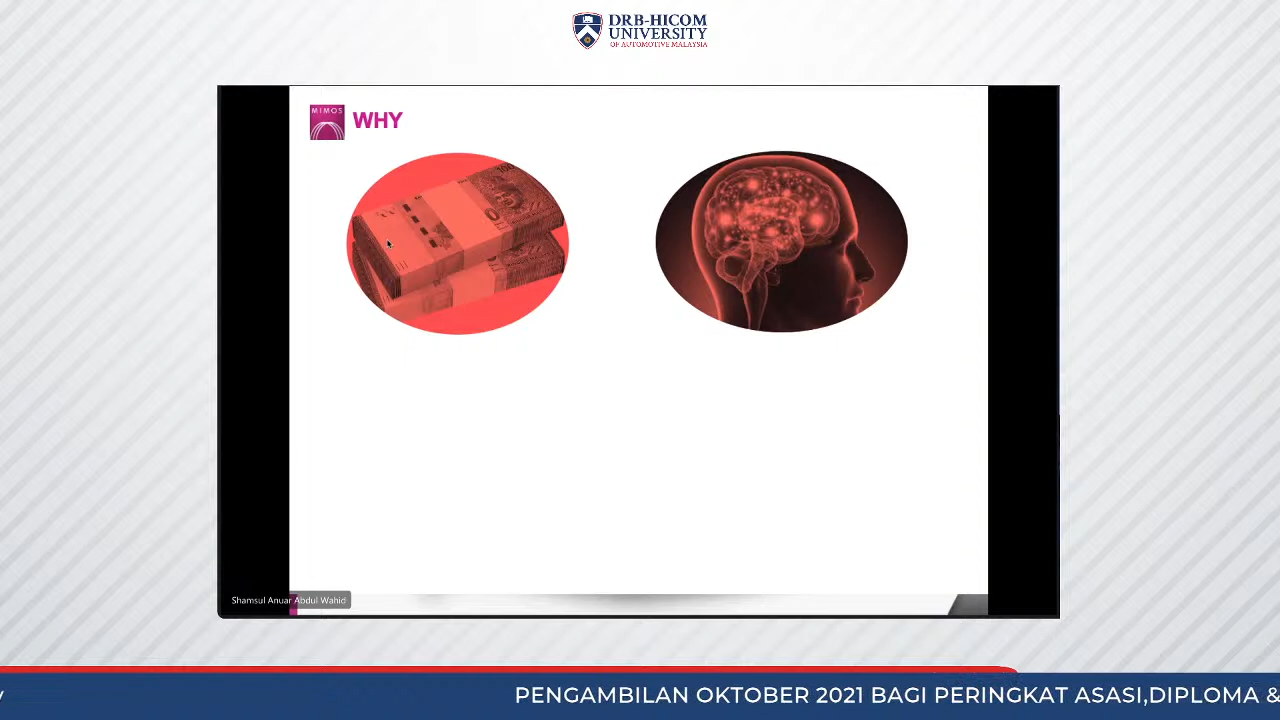 DRB-HICOM
UNIVERSITY
OF AUTOMOTIVE MALAYSIA
MIMOS
WHY
Shamsul Anuar Abdul Wahid
PENGAMBILAN OKTOBER 2021 BAGI PERINGKAT ASASI,DIPLOMA &